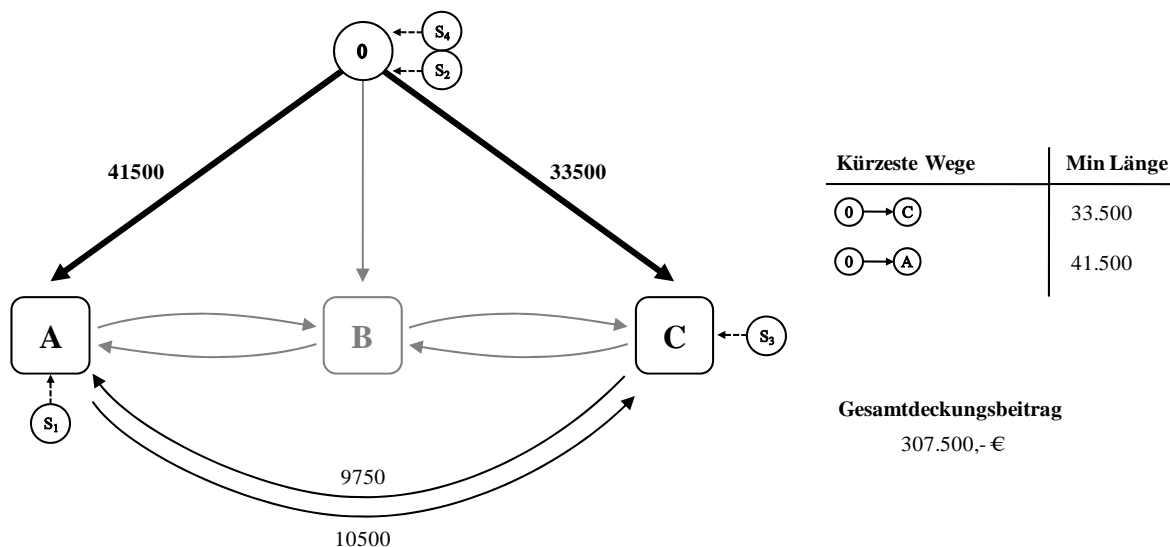 0
S₄
S₂
41500
33500
A
B
C
S₁
S₃
9750
10500
Kürzeste Wege Min Länge
0 C 33.500
0 A 41.500
Gesamtdeckungsbeitrag
307.500,- €